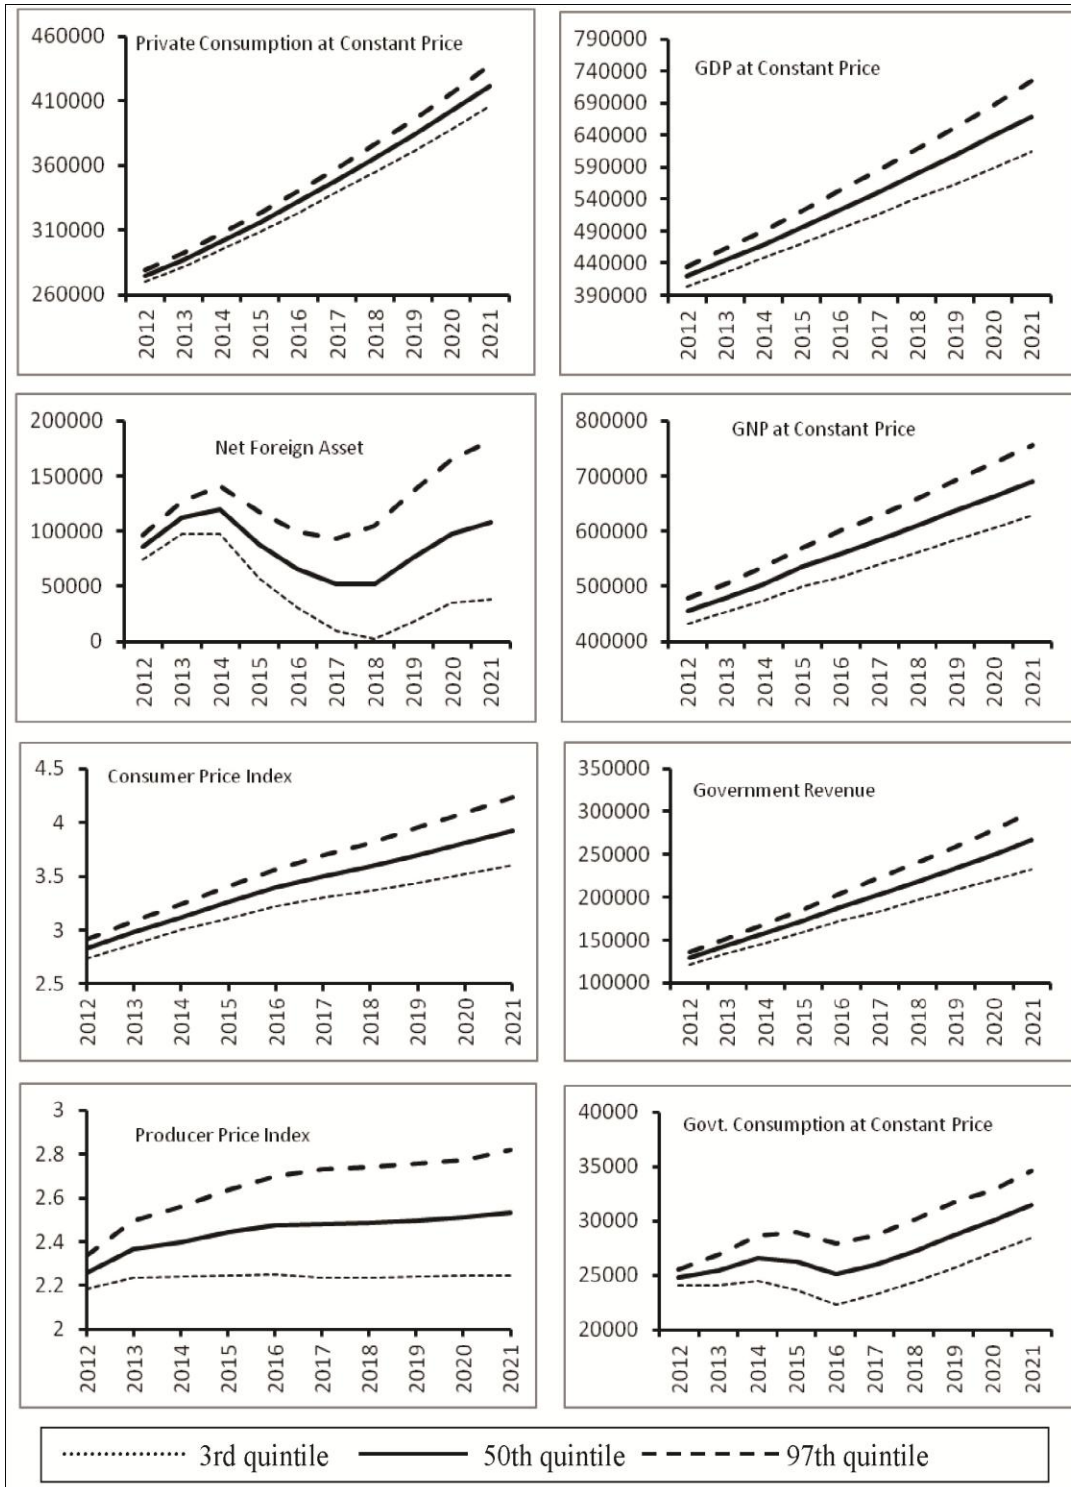 Private Consumption at Constant Price
460000
410000
360000
310000
260000
2012 2013 2014 2015 2016 2017 2018 2019 2020 2021
GDP at Constant Price
790000
740000
690000
640000
590000
540000
490000
440000
390000
2012 2013 2014 2015 2016 2017 2018 2019 2020 2021
Net Foreign Asset
200000
150000
100000
50000
0
2012 2013 2014 2015 2016 2017 2018 2019 2020 2021
GNP at Constant Price
800000
700000
600000
500000
400000
2012 2013 2014 2015 2016 2017 2018 2019 2020 2021
Consumer Price Index
4.5
4
3.5
3
2.5
2012 2013 2014 2015 2016 2017 2018 2019 2020 2021
Government Revenue
350000
300000
250000
200000
150000
100000
2012 2013 2014 2015 2016 2017 2018 2019 2020 2021
Producer Price Index
3
2.8
2.6
2.4
2.2
2
2012 2013 2014 2015 2016 2017 2018 2019 2020 2021
Govt. Consumption at Constant Price
40000
35000
30000
25000
20000
2012 2013 2014 2015 2016 2017 2018 2019 2020 2021
3rd quintile 50th quintile 97th quintile